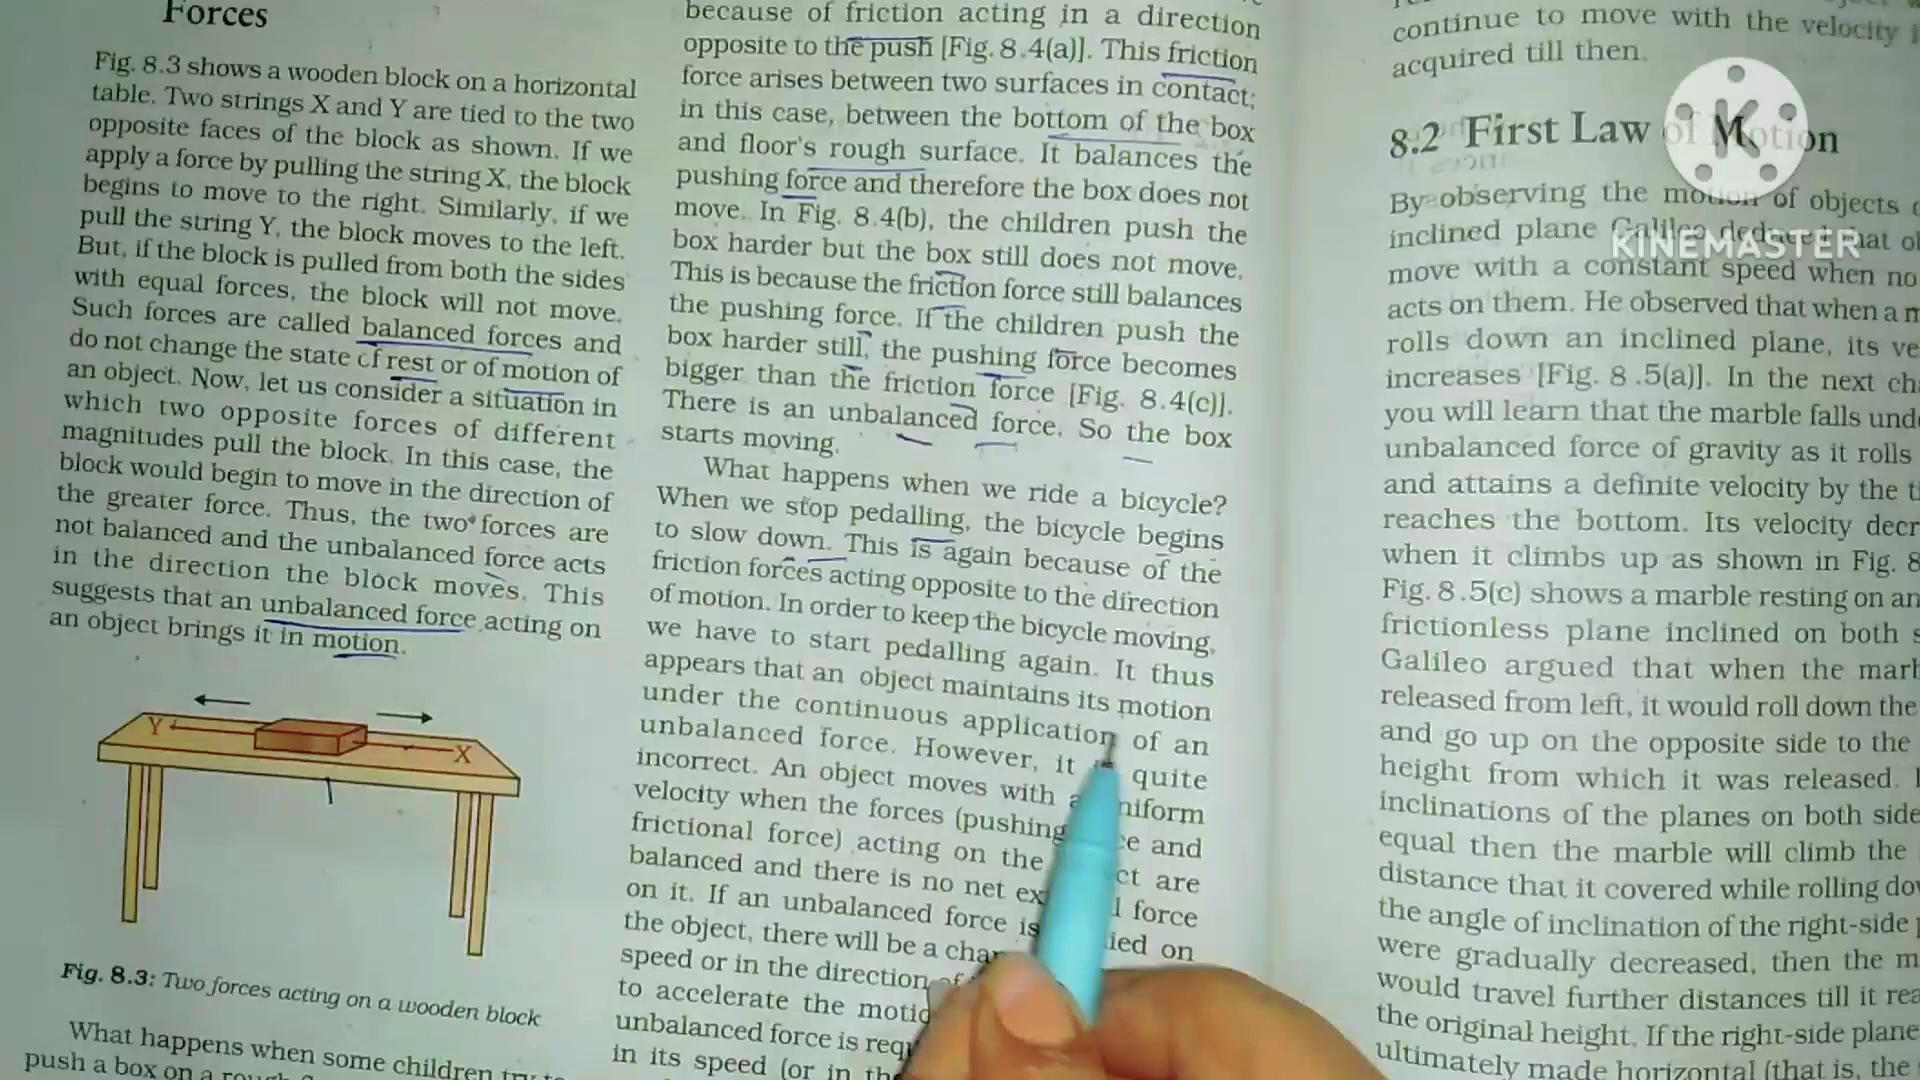 Forces
Fig. 8.3 shows a wooden block on a horizontal
table. Two strings X and Y are tied to the two
opposite faces of the block as shown. If we
apply a force by pulling the string X, the block
begins to move to the right. Similarly, if we
pull the string Y, the block moves to the left.
But, if the block is pulled from both the sides
with equal forces, the block will not move.
Such forces are called balanced forces and
do not change the state of rest or of motion of
an object. Now, let us consider a situation in
which two opposite forces of different
magnitudes pull the block. In this case, the
block would begin to move in the direction of
the greater force. Thus, the two forces are
not balanced and the unbalanced force acts
in the direction the block moves. This
suggests that an unbalanced force acting on
an object brings it in motion.
Y
X
Fig. 8.3: Two forces acting on a wooden block
What happens when some children try to
push a box on a
because of friction acting in a direction
opposite to the push [Fig. 8.4(a)]. This friction
force arises between two surfaces in contact;
in this case, between the bottom of the box
and floor's rough surface. It balances the
pushing force and therefore the box does not
move. In Fig. 8.4(b), the children push the
box harder but the box still does not move.
This is because the friction force still balances
the pushing force. If the children push the
box harder still, the pushing force becomes
bigger than the friction force [Fig. 8.4(c)].
There is an unbalanced force. So the box
starts moving.
What happens when we ride a bicycle?
When we stop pedalling, the bicycle begins
to slow down. This is again because of the
friction forces acting opposite to the direction
of motion. In order to keep the bicycle moving,
we have to start pedalling again. It thus
appears that an object maintains its motion
under the continuous application of an
unbalanced force. However, it quite
incorrect. An object moves with a niform
velocity when the forces (pushing ce and
frictional force) acting on the ct are
balanced and there is no net ex l force
on it. If an unbalanced force is ied on
the object, there will be a chan
speed or in the direction of
to accelerate the motio
unbalanced force is requ
in its speed (or in the
continue to move with the velocity
acquired till then.
8.2 First Law of Motion
By observing the motion of objects
inclined plane Galileo deduced that
move with a constant speed when no
acts on them. He observed that when a m
rolls down an inclined plane, its ve
increases [Fig. 8.5(a)]. In the next ch
you will learn that the marble falls unde
unbalanced force of gravity as it rolls
and attains a definite velocity by the t
reaches the bottom. Its velocity decr
when it climbs up as shown in Fig. 8
Fig. 8.5(c) shows a marble resting on an
frictionless plane inclined on both s
Galileo argued that when the marb
released from left, it would roll down the
and go up on the opposite side to the
height from which it was released. I
inclinations of the planes on both side
equal then the marble will climb the
distance that it covered while rolling do
the angle of inclination of the right-side
were gradually decreased, then the m
would travel further distances till it rea
the original height. If the right-side plane
ultimately made horizontal (that is, the
K
KINEMASTER